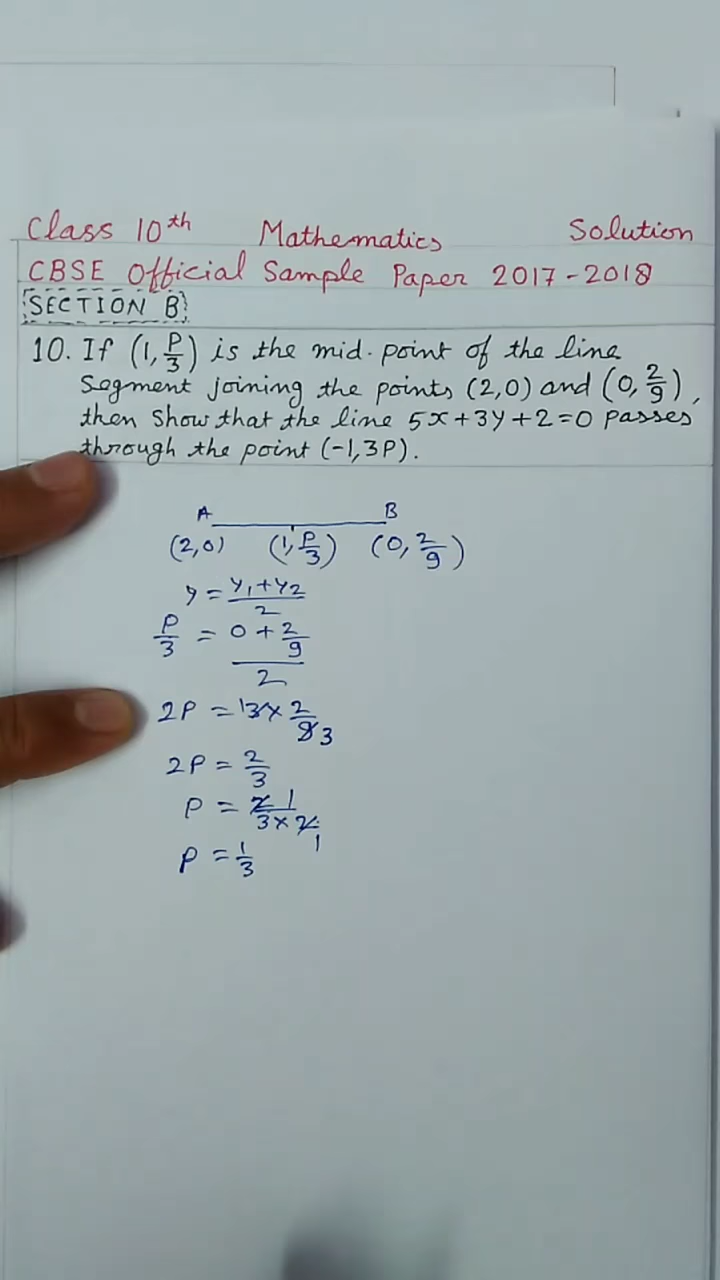 Class 10th Mathematics Solution
CBSE Official Sample Paper 2017-2018
SECTION B
10. If (1, P/3) is the mid-point of the line
Segment joining the points (2,0) and (0, 2/9),
then show that the line 5x+3y+2=0 passes
through the point (-1, 3P).
A B
(2,0) (1, P/3) (0, 2/9)
y = (y₁+y₂)/2
P/3 = (0 + 2/9)/2
2P = 13 × 2/9 3
2P = 2/3
P = 2 1/3×2 1
P = 1/3